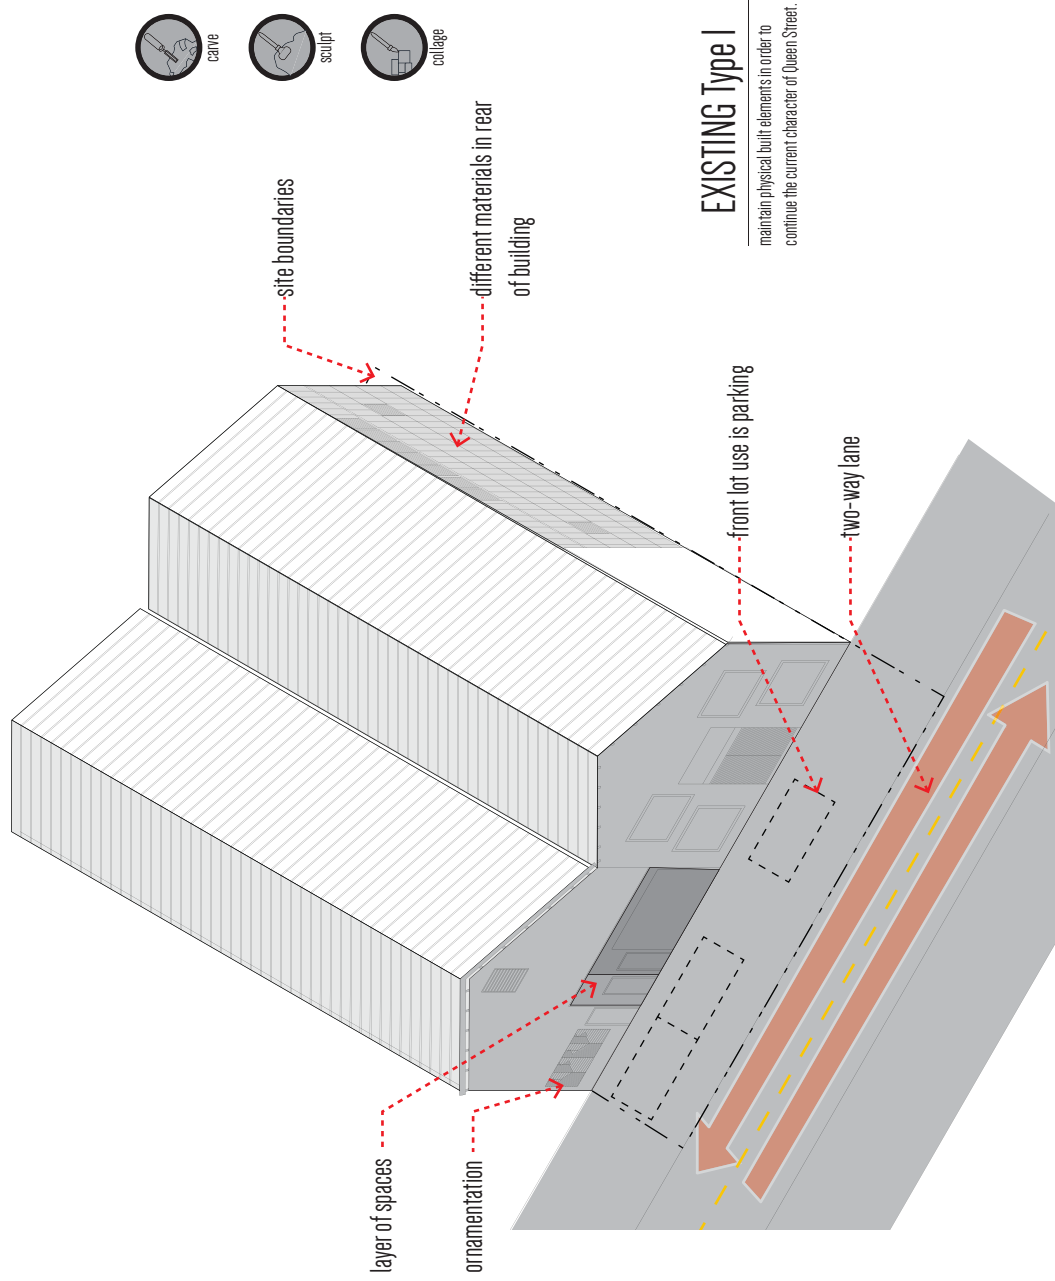 carve
sculpt
collage
site boundaries
different materials in rear
of building
front lot use is parking
two-way lane
layer of spaces
ornamentation
EXISTING Type I
maintain physical built elements in order to
continue the current character of Queen Street.